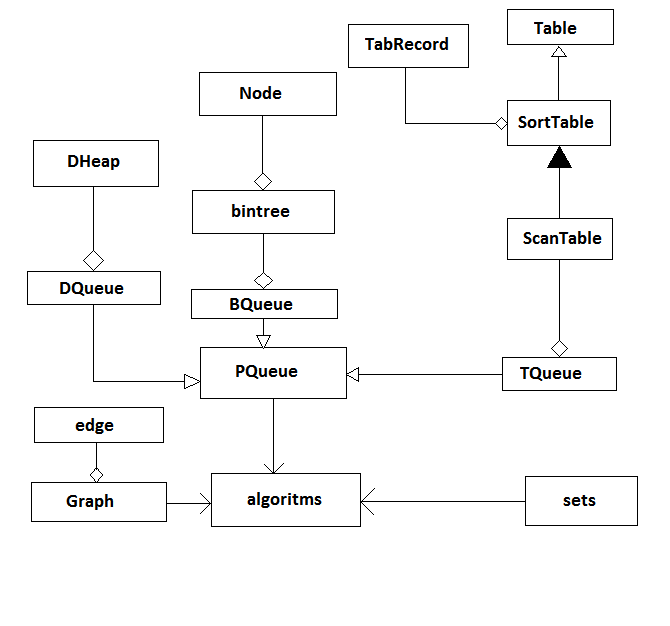 Table
TabRecord
Node
SortTable
DHeap
bintree
ScanTable
DQueue
BQueue
PQueue
TQueue
edge
Graph
algoritms
sets